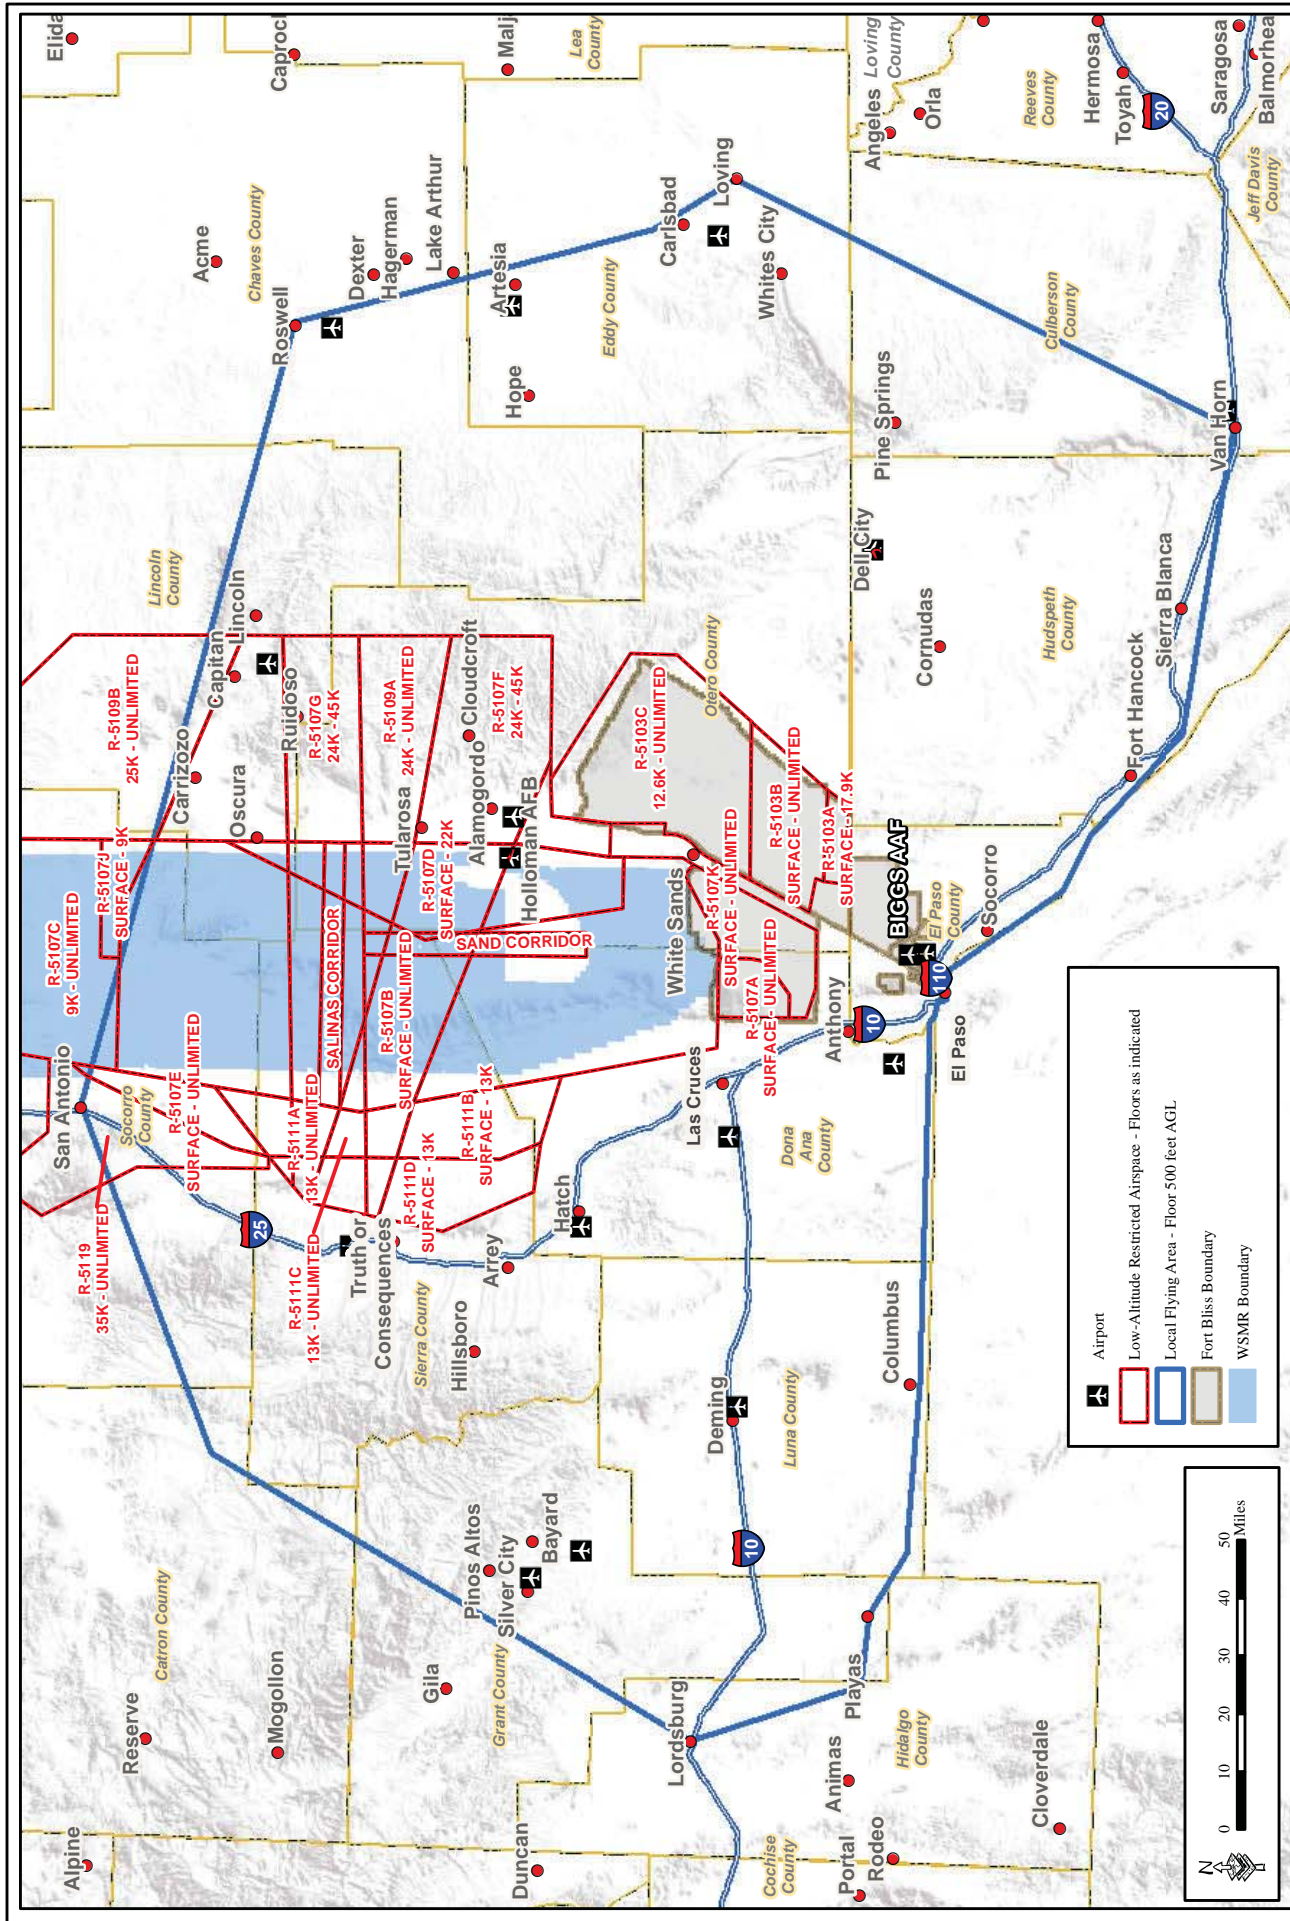 Alpine
Reserve
Mogollon
Catron County
Duncan
Gila
Grant County
Pinos Altos
Silver City
Bayard
Lordsburg
Cochise
County
Portal
Rodeo
Animas
Playas
Hidalgo
County
Cloverdale
10
Deming
Luna County
Columbus
San Antonio
Socorro
County
R-5119
35K - UNLIMITED
25
R-5107E
SURFACE - UNLIMITED
R-5111A
13K - UNLIMITED
R-5111C
13K - UNLIMITED
Truth or
Consequences
R-5111D
SURFACE - 13K
R-5111B
SURFACE - 13K
Sierra County
Hillsboro
Arrey
Hatch
Las Cruces
Dona
Ana
County
Anthony
10
El Paso
110
R-5107C
9K - UNLIMITED
R-5107J
SURFACE - 9K
SALINAS CORRIDOR
R-5107B
SURFACE - UNLIMITED
SAND CORRIDOR
R-5107D
SURFACE - 22K
White Sands
R-5107K
SURFACE - UNLIMITED
R-5107A
SURFACE - UNLIMITED
Oscura
Carrizozo
Capitan
Lincoln
R-5109B
25K - UNLIMITED
Lincoln
County
Ruidoso
R-5107G
24K - 45K
R-5109A
24K - UNLIMITED
Tularosa
Alamogordo
Cloudcroft
R-5107F
24K - 45K
Holloman AFB
R-5103C
12.6K - UNLIMITED
Otero County
R-5103B
SURFACE - UNLIMITED
R-5103A
SURFACE - 17.9K
BIGGS AAF
El Paso
County
Socorro
Elida
Acme
Chaves County
Roswell
Dexter
Hagerman
Lake Arthur
Artesia
Hope
Eddy County
Lea
County
Carlsbad
Loving
Whites City
Pine Springs
Dell City
Cornudas
Hudspeth
County
Fort Hancock
Sierra Blanca
Van Horn
Culberson
County
Angeles
Loving
County
Orla
Reeves
County
Hermosa
Toyah
20
Saragosa
Balmorhea
Jeff Davis
County
N
0
10
20
30
40
50
Miles
Airport
Low-Altitude Restricted Airspace - Floors as indicated
Local Flying Area - Floor 500 feet AGL
Fort Bliss Boundary
WSMR Boundary